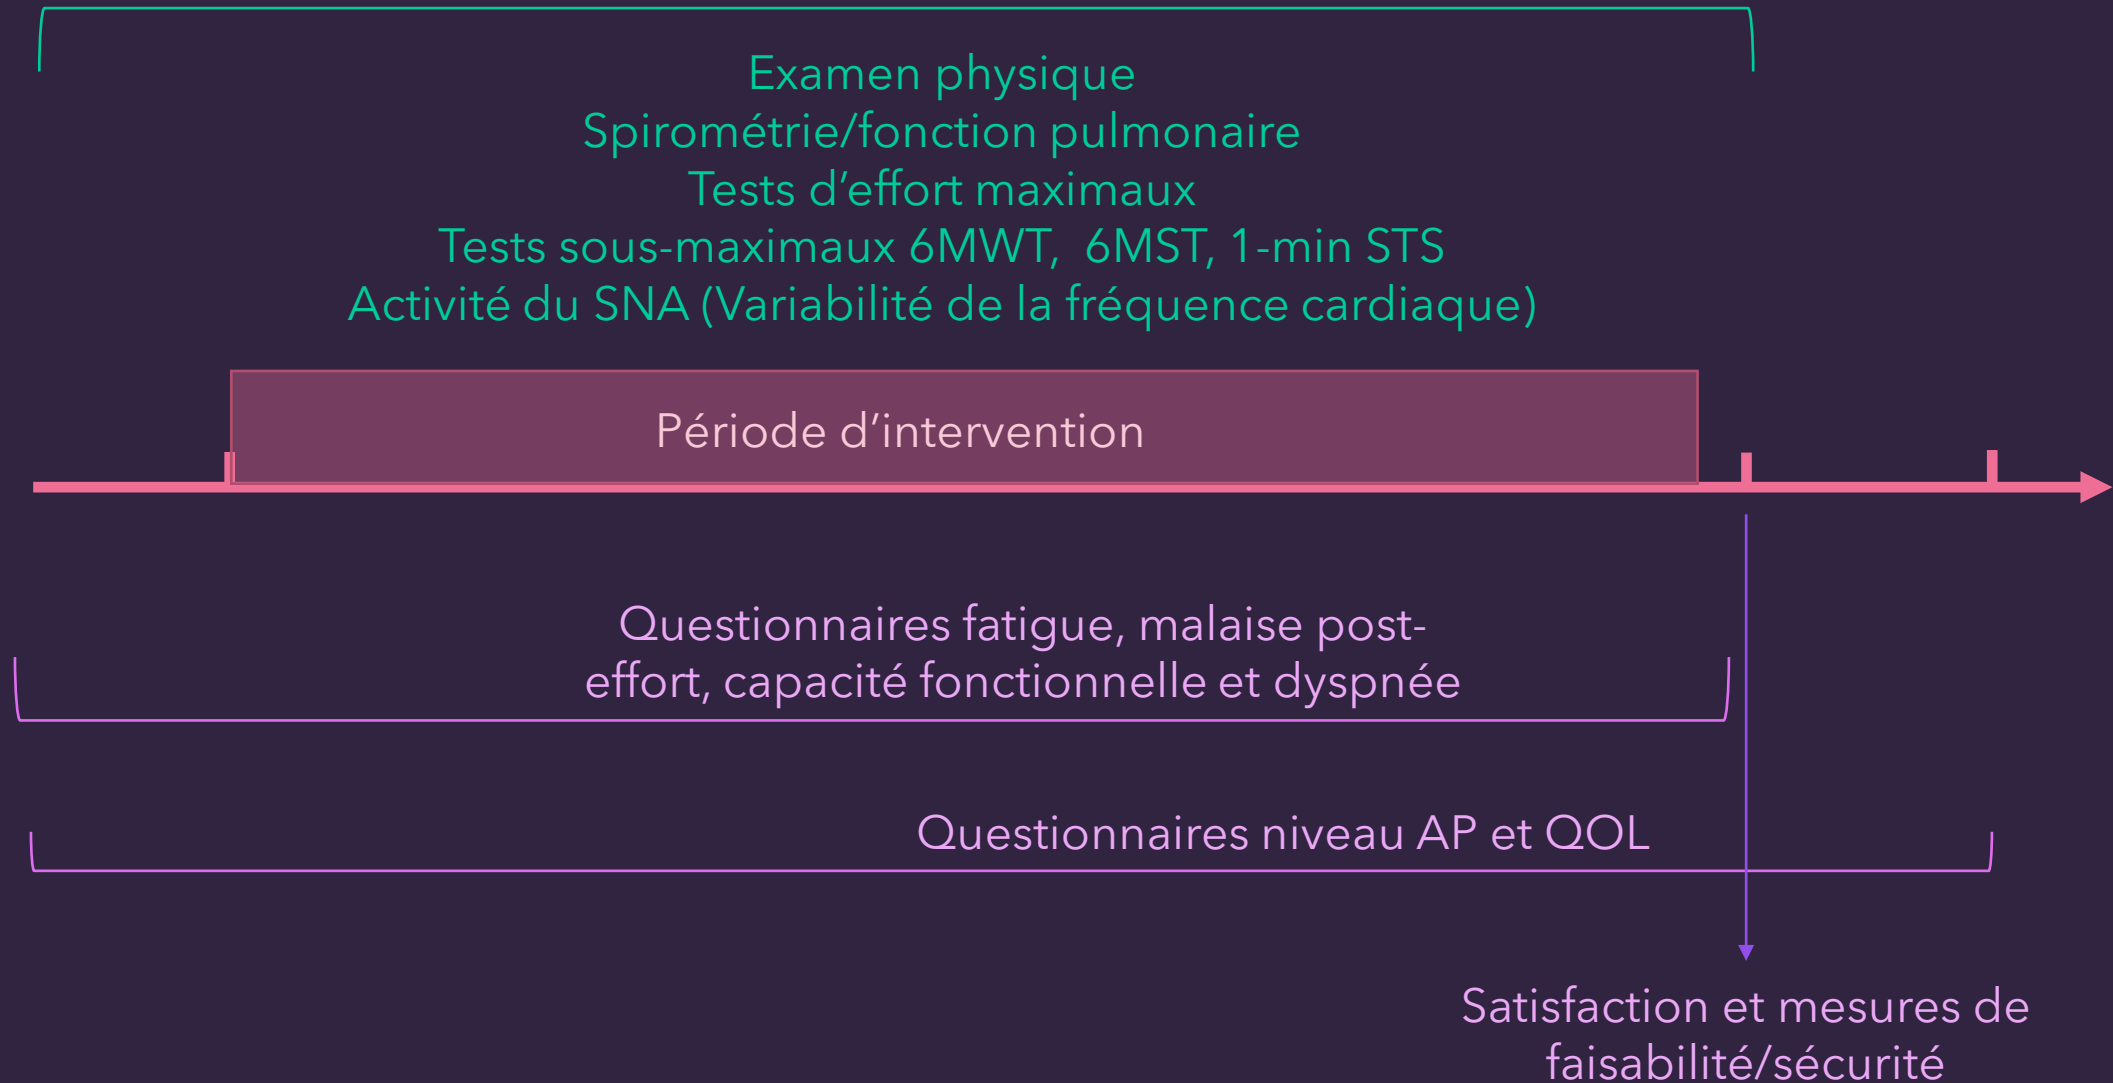 Examen physique
Spirométrie/fonction pulmonaire
Tests d’effort maximaux
Tests sous-maximaux 6MWT,  6MST, 1-min STS
Activité du SNA (Variabilité de la fréquence cardiaque)
Période d’intervention
Questionnaires fatigue, malaise post-
effort, capacité fonctionnelle et dyspnée
Questionnaires niveau AP et QOL
Satisfaction et mesures de
faisabilité/sécurité